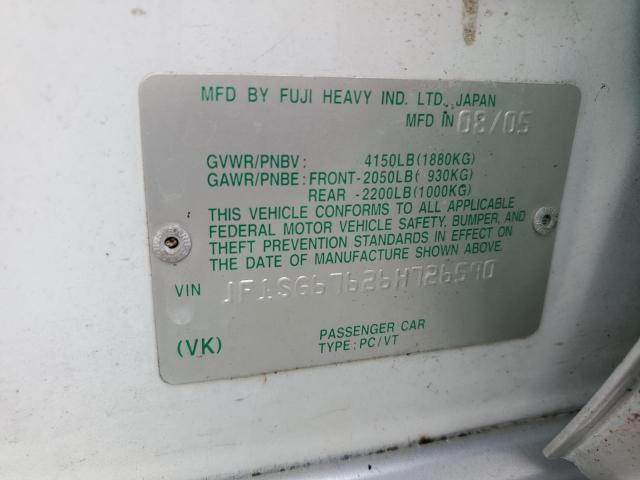 MFD BY FUJI HEAVY IND. LTD., JAPAN
MFD IN 08/05
GVWR/PNBV: 4150LB(1880KG)
GAWR/PNBE: FRONT-2050LB( 930KG)
REAR -2200LB(1000KG)
THIS VEHICLE CONFORMS TO ALL APPLICABLE
FEDERAL MOTOR VEHICLE SAFETY, BUMPER, AND
THEFT PREVENTION STANDARDS IN EFFECT ON
THE DATE OF MANUFACTURE SHOWN ABOVE.
VIN JF1SG67626H726590
PASSENGER CAR
(VK) TYPE: PC/VT